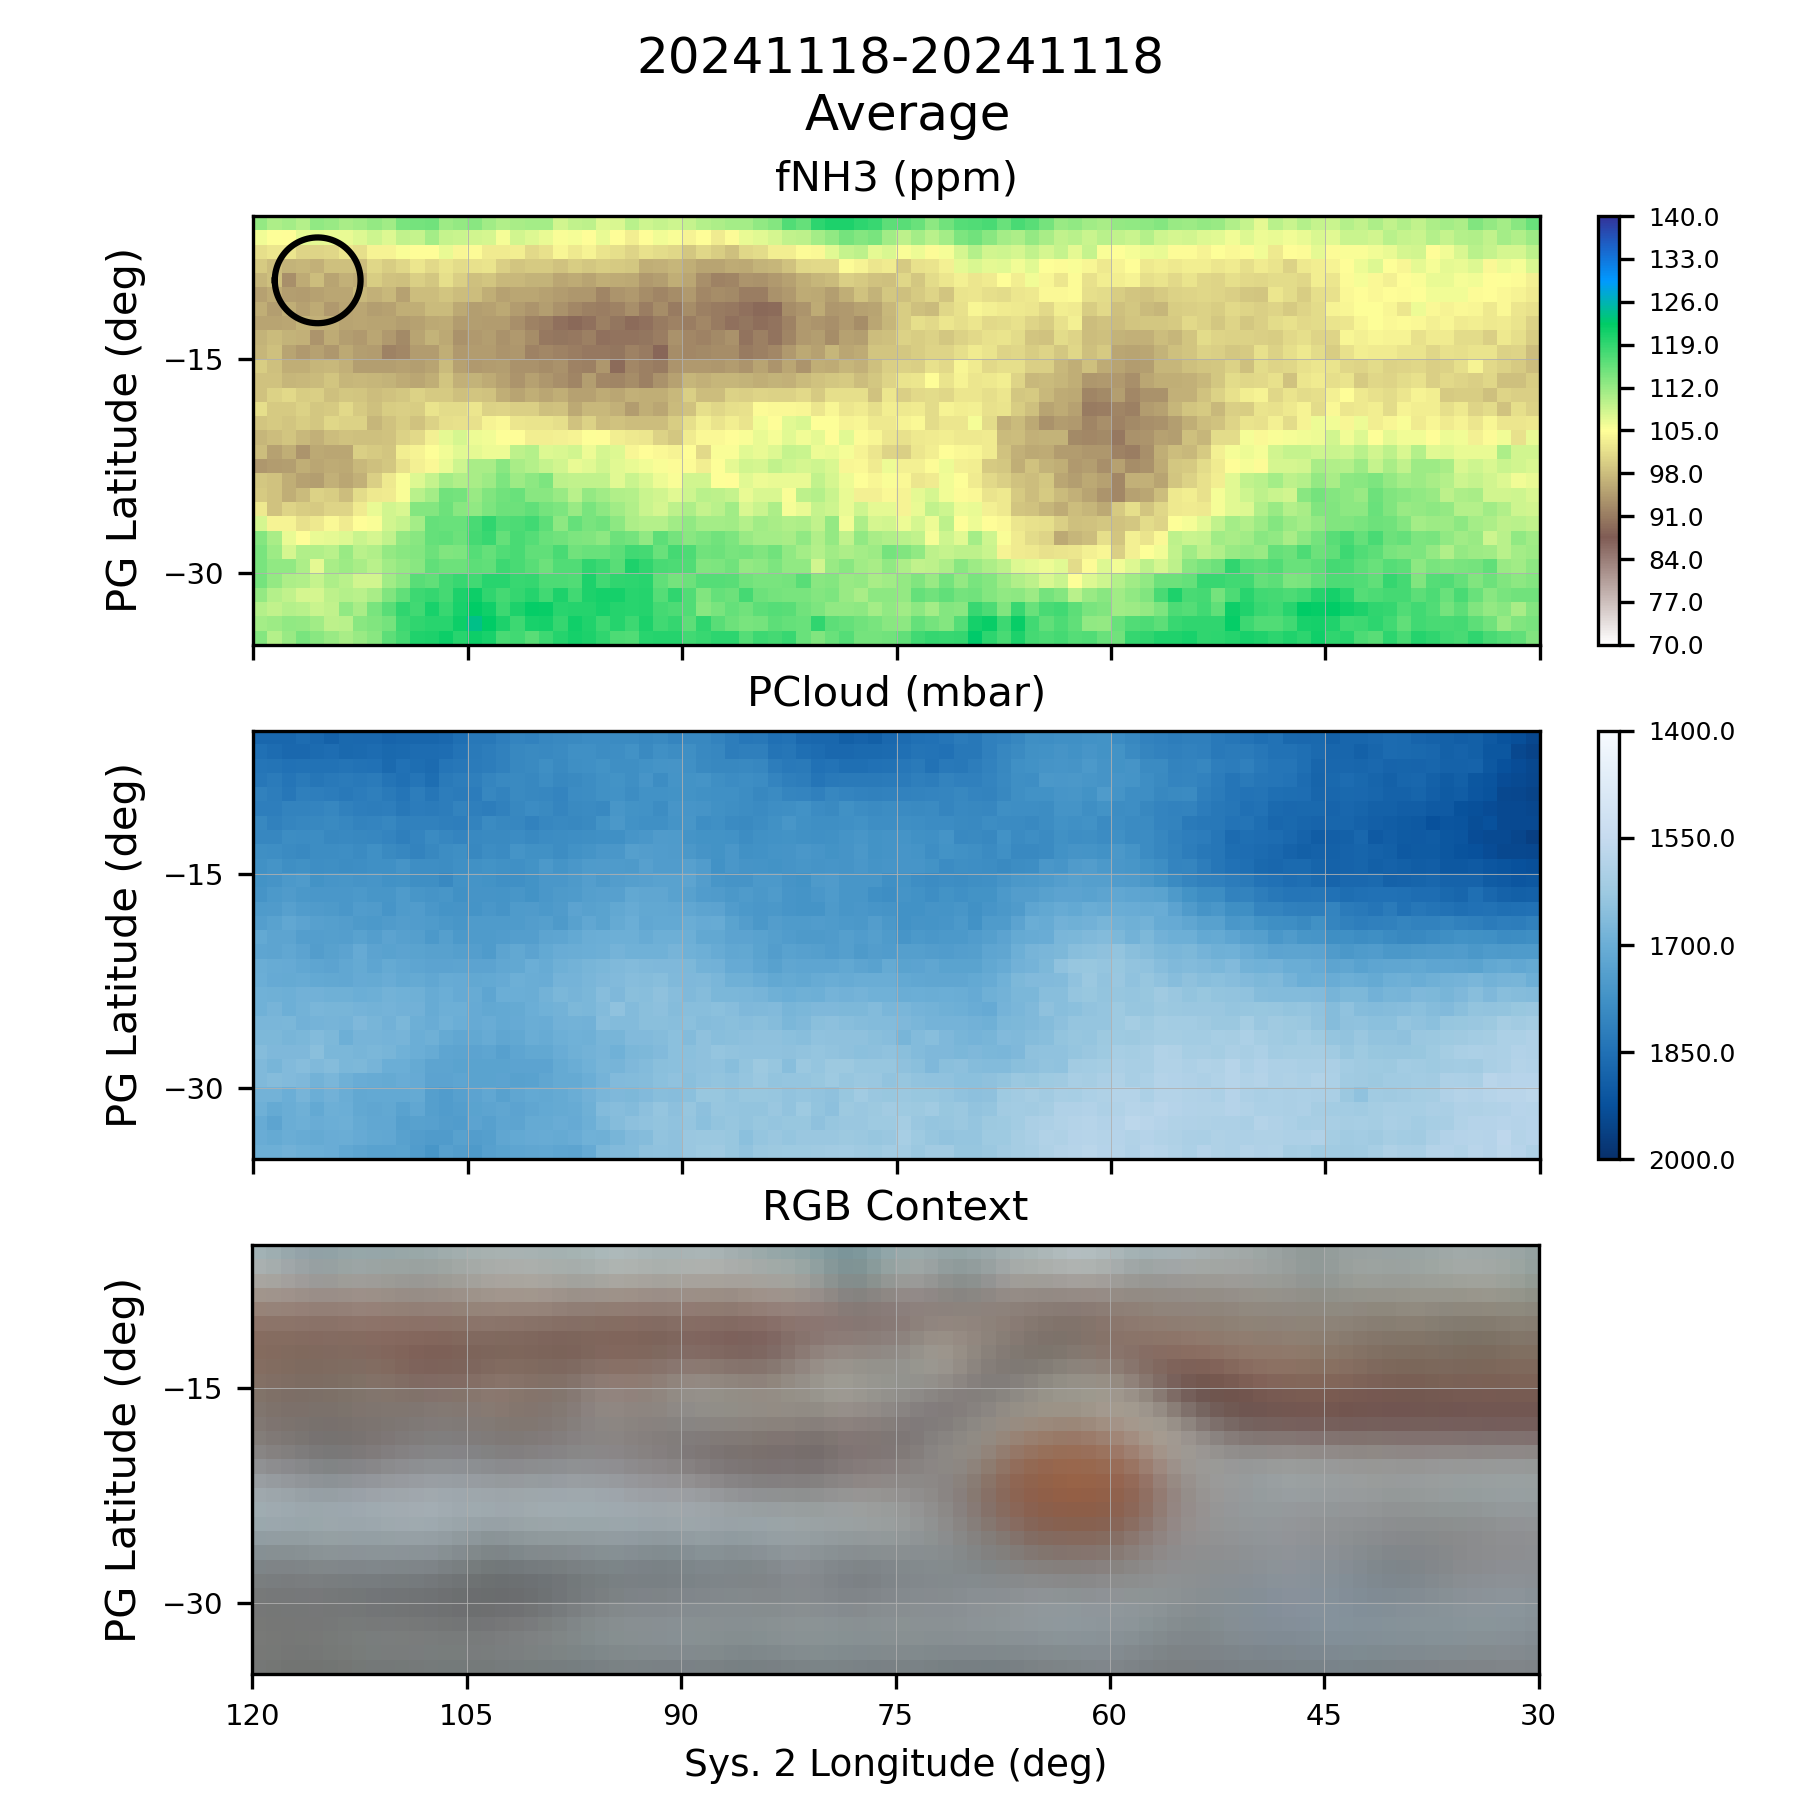 20241118-20241118
Average
fNH3 (ppm)
PG Latitude (deg)
−15
−30
140.0
133.0
126.0
119.0
112.0
105.0
98.0
91.0
84.0
77.0
70.0
PCloud (mbar)
PG Latitude (deg)
−15
−30
1400.0
1550.0
1700.0
1850.0
2000.0
RGB Context
PG Latitude (deg)
−15
−30
120 105 90 75 60 45 30
Sys. 2 Longitude (deg)